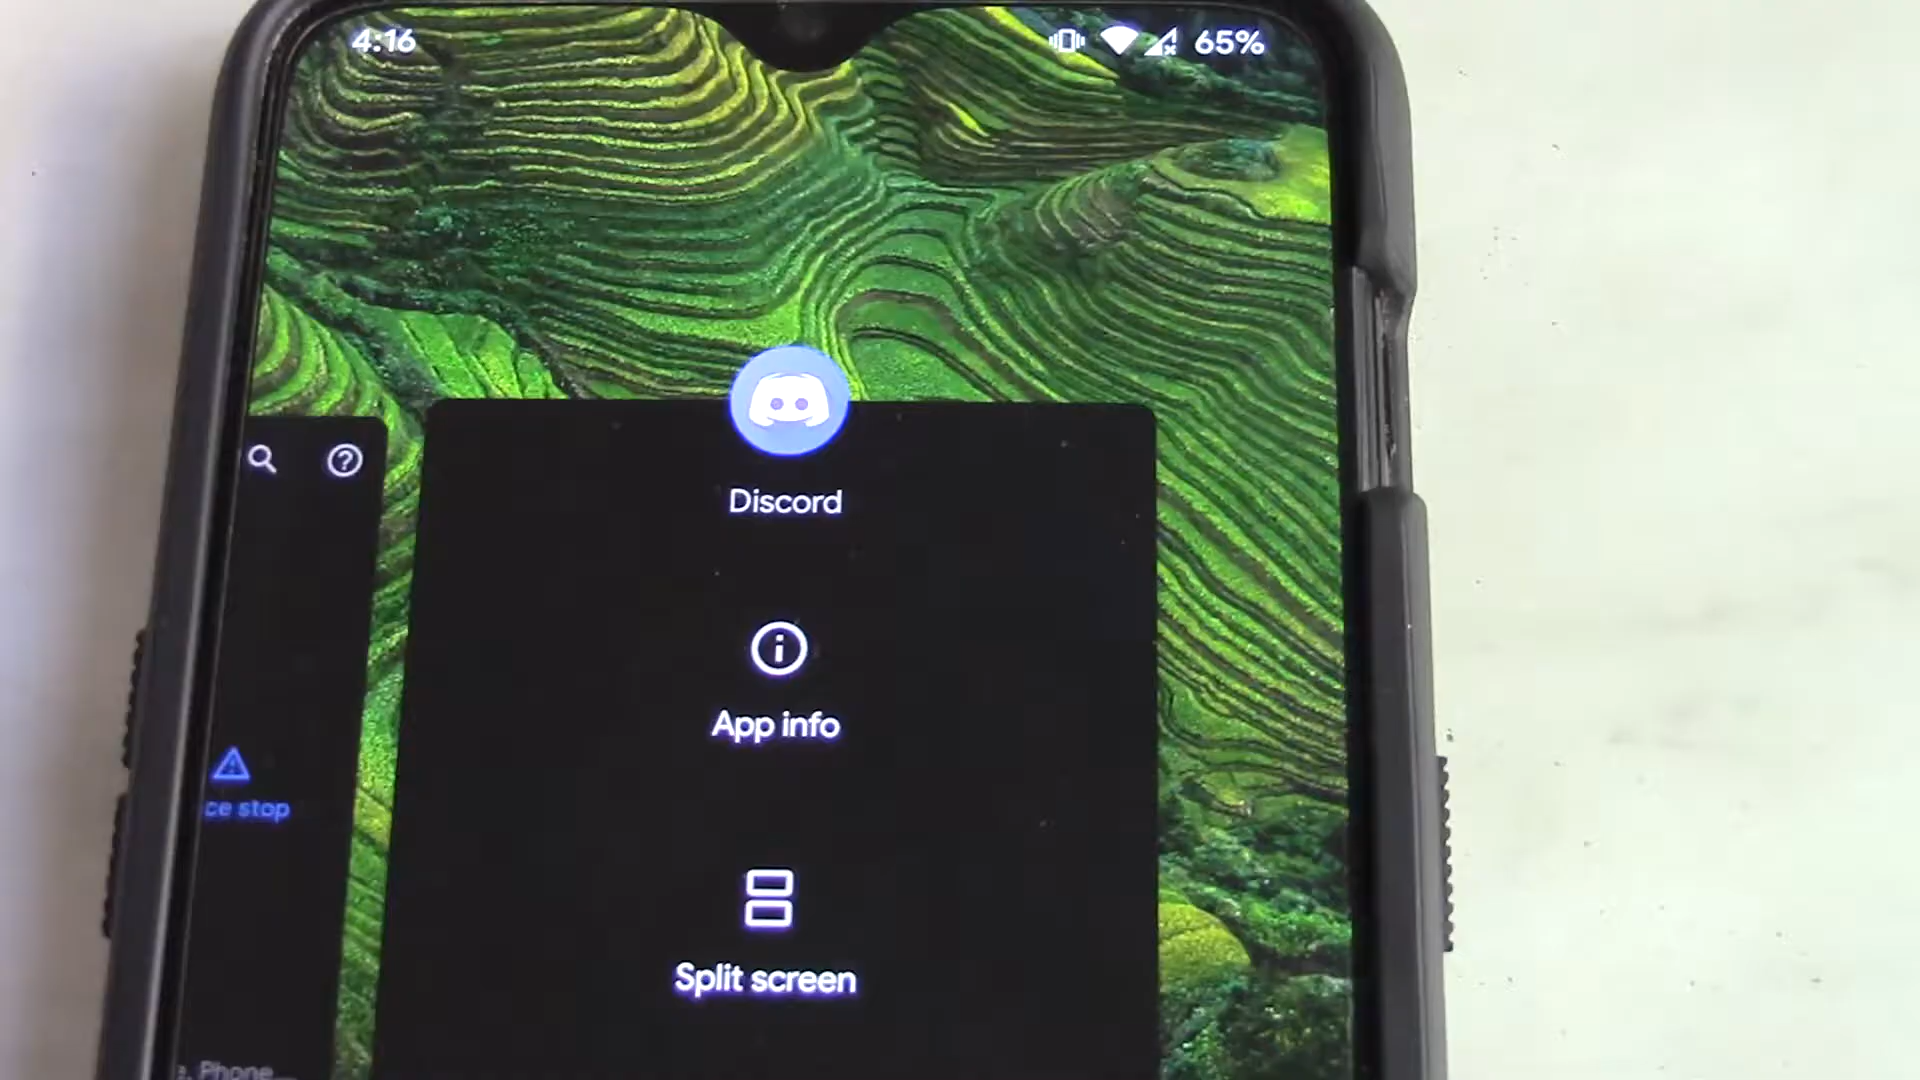 4:16
65%
Discord
App info
ce stop
Split screen
Phone